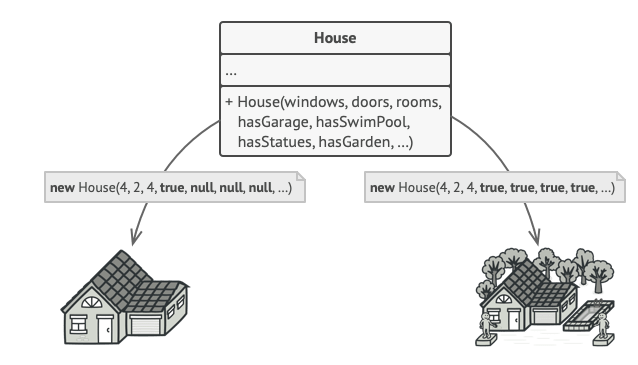 House
...
+ House(windows, doors, rooms,
hasGarage, hasSwimPool,
hasStatues, hasGarden, ...)
new House(4, 2, 4, true, null, null, null, ...)
new House(4, 2, 4, true, true, true, true, ...)